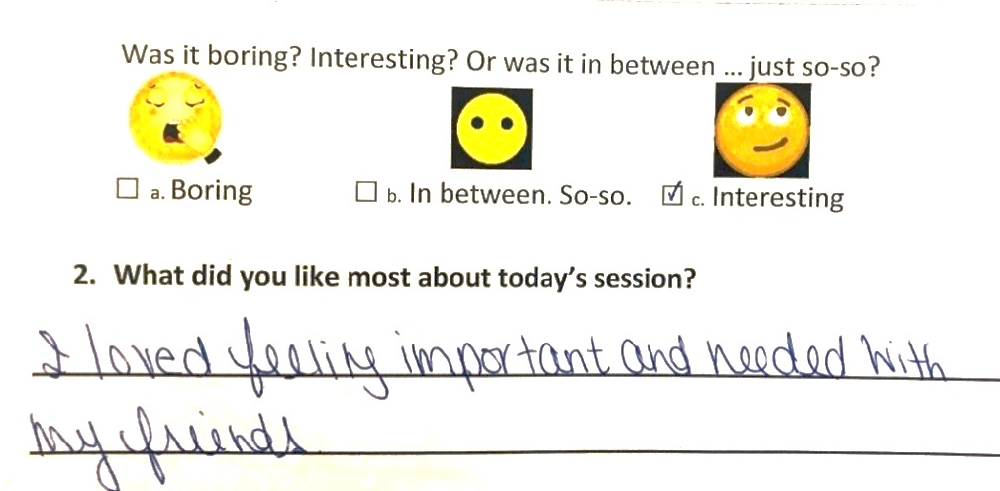 Was it boring? Interesting? Or was it in between ... just so-so?
☐ a. Boring ☐ b. In between. So-so. ☑ c. Interesting
2. What did you like most about today's session?
I loved feeling important and needed with
my friends